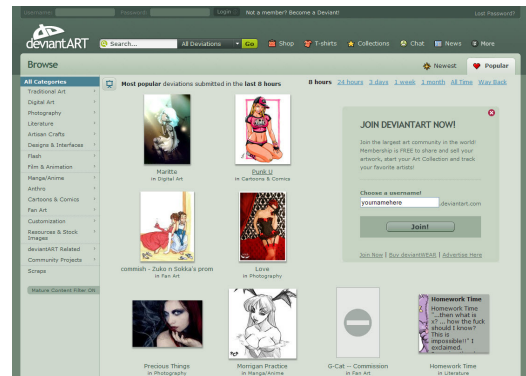 Username:
Password:
Login
Not a member? Become a Deviant!
Lost Password?
deviantART
Search...
All Deviations
Go
Shop
T-shirts
Collections
Chat
News
More
Browse
Newest
Popular
All Categories
Traditional Art
Digital Art
Photography
Literature
Artisan Crafts
Designs & Interfaces
Flash
Film & Animation
Manga/Anime
Anthro
Cartoons & Comics
Fan Art
Customization
Resources & Stock
Images
deviantART Related
Community Projects
Scraps
Mature Content Filter ON
Most popular deviations submitted in the last 8 hours
8 hours 24 hours 3 days 1 week 1 month All Time Way Back
Maritte
in Digital Art
Punk U
in Cartoons & Comics
commish - Zuko n Sokka's prom
in Fan Art
Love
in Photography
Precious Things
in Photography
Morrigan Practice
in Manga/Anime
G-Cat -- Commission
in Fan Art
Homework Time
Homework Time
"...then what is
x? ... how the fuck
should I know?
This is
impossible!!" I
exclaimed.
Homework Time
in Literature
JOIN DEVIANTART NOW!
Join the largest art community in the world!
Membership is FREE to share and sell your
artwork, start your Art Collection and track
your favorite artists!
Choose a username!
yournamehere
.deviantart.com
Join!
Join Now | Buy deviantWEAR | Advertise Here